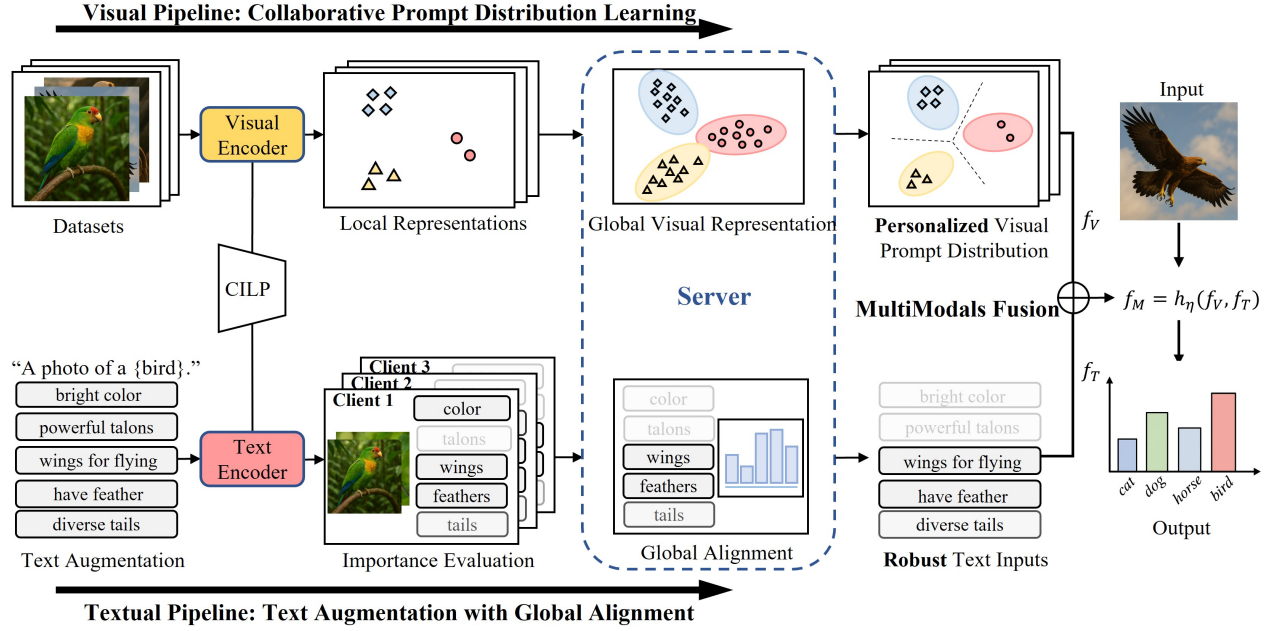 Visual Pipeline: Collaborative Prompt Distribution Learning
Visual
Encoder
Datasets
Local Representations
Global Visual Representation
Personalized Visual
Prompt Distribution
Input
f_V
CILP
Server
MultiModals Fusion
f_M = h_η(f_V, f_T)
"A photo of a {bird}."
bright color
powerful talons
wings for flying
have feather
diverse tails
Text Augmentation
Text
Encoder
Client 3
Client 2
Client 1
color
talons
wings
feathers
tails
Importance Evaluation
color
talons
wings
feathers
tails
Global Alignment
f_T
bright color
powerful talons
wings for flying
have feather
diverse tails
Robust Text Inputs
cat
dog
horse
bird
Output
Textual Pipeline: Text Augmentation with Global Alignment